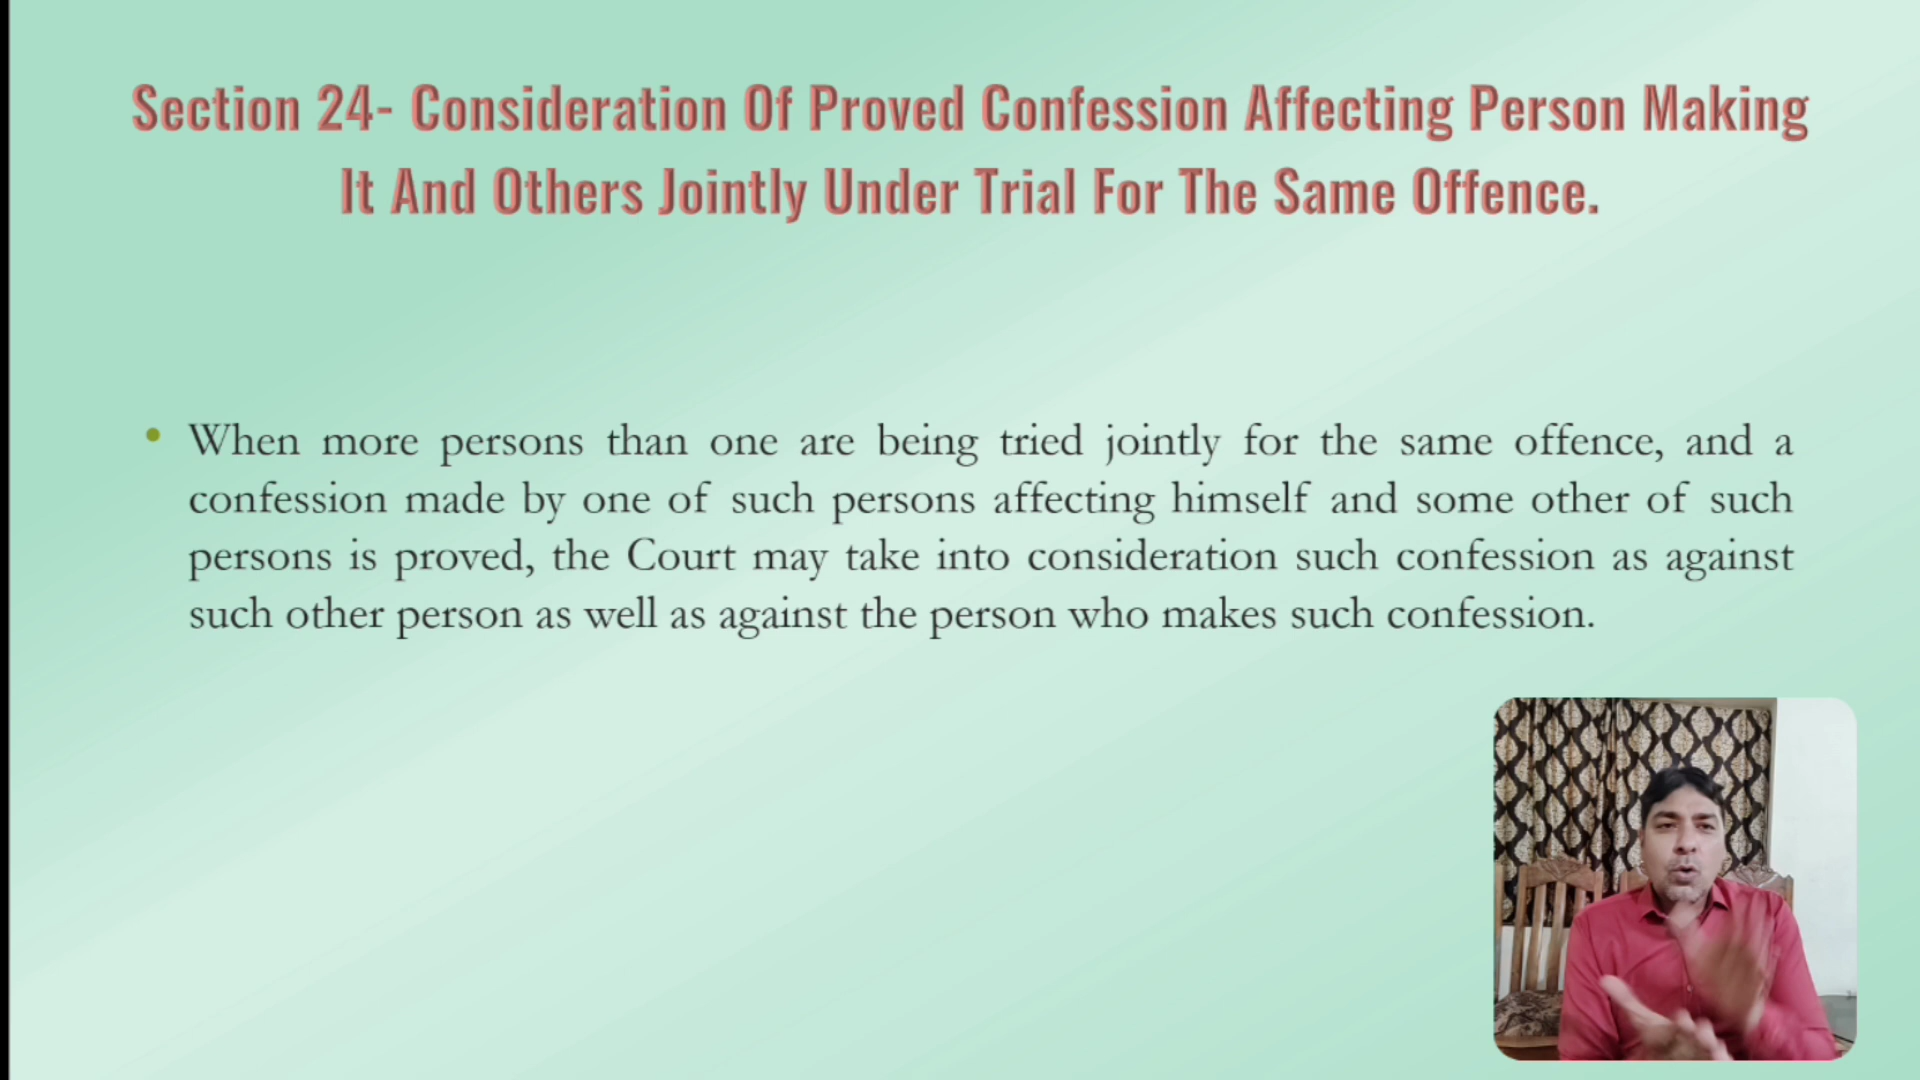 Section 24- Consideration Of Proved Confession Affecting Person Making
It And Others Jointly Under Trial For The Same Offence.
• When more persons than one are being tried jointly for the same offence, and a
confession made by one of such persons affecting himself and some other of such
persons is proved, the Court may take into consideration such confession as against
such other person as well as against the person who makes such confession.